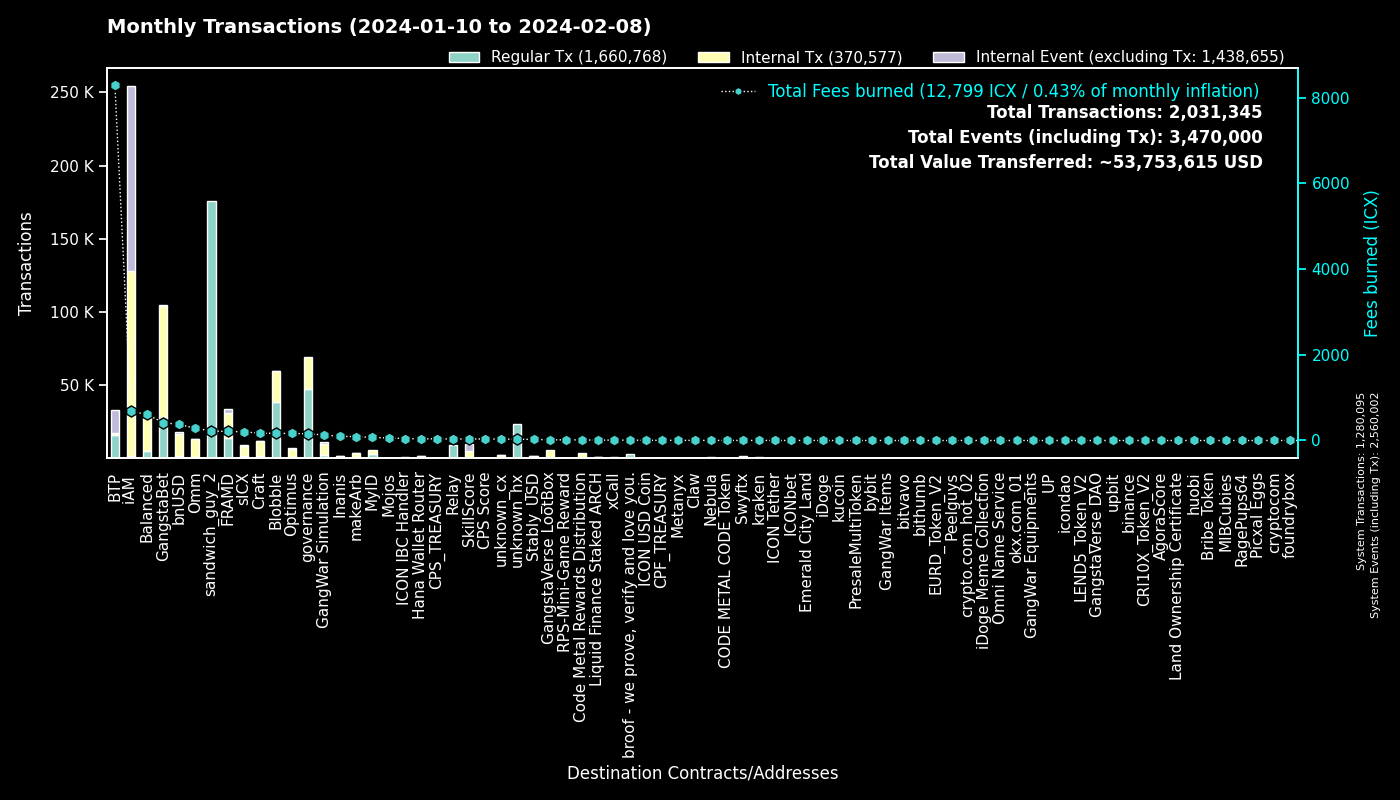 Monthly Transactions (2024-01-10 to 2024-02-08)
Regular Tx (1,660,768)
Internal Tx (370,577)
Internal Event (excluding Tx: 1,438,655)
Total Fees burned (12,799 ICX / 0.43% of monthly inflation)
Total Transactions: 2,031,345
Total Events (including Tx): 3,470,000
Total Value Transferred: ~53,753,615 USD
Transactions
250 K
200 K
150 K
100 K
50 K
8000
6000
4000
2000
0
Fees burned (ICX)
System Transactions: 1,280,095
System Events (including Tx): 2,560,002
BTP
iAM
Balanced
GangstaBet
bnUSD
Omm
sandwich_guy_2
FRAMD
sICX
Craft
Blobble
Optimus
governance
GangWar Simulation
Inanis
makeArb
MyID
Mojos
ICON IBC Handler
Hana Wallet Router
CPS_TREASURY
Relay
SkillScore
CPS Score
unknown_cx
unknown_hx
Stably_USD
GangstaVerse LootBox
RPS-Mini-Game Reward
Code Metal Rewards Distribution
Liquid Finance Staked ARCH
xCall
broof - we prove, verify and love you.
ICON USD Coin
CPF_TREASURY
Metanyx
Claw
Nebula
CODE METAL CODE Token
Swyftx
kraken
ICON Tether
ICONbet
Emerald City Land
iDoge
kucoin
PresaleMultiToken
bybit
GangWar Items
bitvavo
bithumb
EURD_Token_V2
Peelon_vs
crypto.com_hot_02
iDoge Meme Collection
Omni Name Service
okx.com_01
GangWar Equipments
UP
icondao
LEND5_Token_V2
GangstaVerse_DAO
upbit
binance
CRI10X_Token_V2
AgoraScore
Land Ownership Certificate
huobi
Bribe Token
MIBCubies
RagePups64
Picxal Eggs
cryptocom
foundrybox
Destination Contracts/Addresses